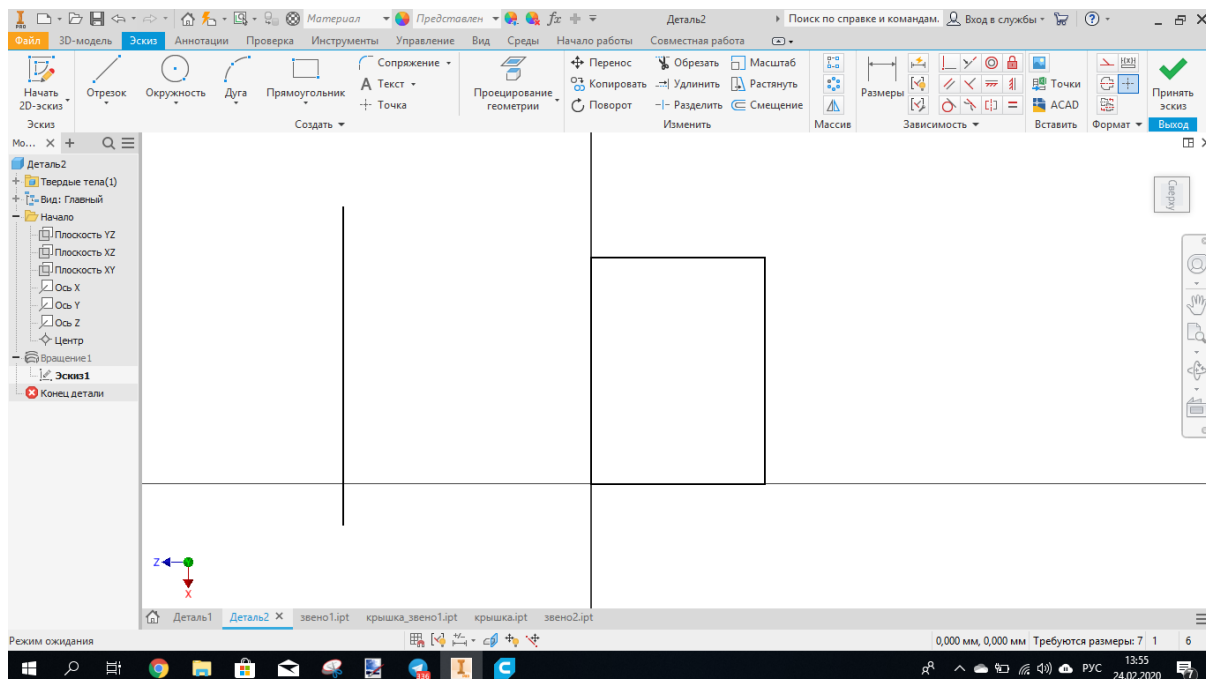 PRO Материал Представлен fx Деталь2 Поиск по справке и командам. Вход в службы ?
Файл 3D-модель Эскиз Аннотации Проверка Инструменты Управление Вид Среды Начало работы Совместная работа
Начать 2D-эскиз
Отрезок
Окружность
Дуга
Прямоугольник
Сопряжение
A Текст
Точка
Проецирование геометрии
Перенос Обрезать Масштаб
Копировать Удлинить Растянуть
Поворот Разделить Смещение
Размеры
Точки
ACAD
Принять эскиз
Эскиз Создать Изменить Массив Зависимость Вставить Формат Выход
Мо... X +
Деталь2
Твердые тела(1)
Вид: Главный
Начало
Плоскость YZ
Плоскость XZ
Плоскость XY
Ось X
Ось Y
Ось Z
Центр
Вращение1
Эскиз1
Конец детали
Сверху
Z
X
Деталь1 Деталь2 X звено1.ipt крышка_звено1.ipt крышка.ipt звено2.ipt
Режим ожидания 0,000 мм, 0,000 мм Требуются размеры: 7 1 6
336 РУС 13:55
24.02.2020